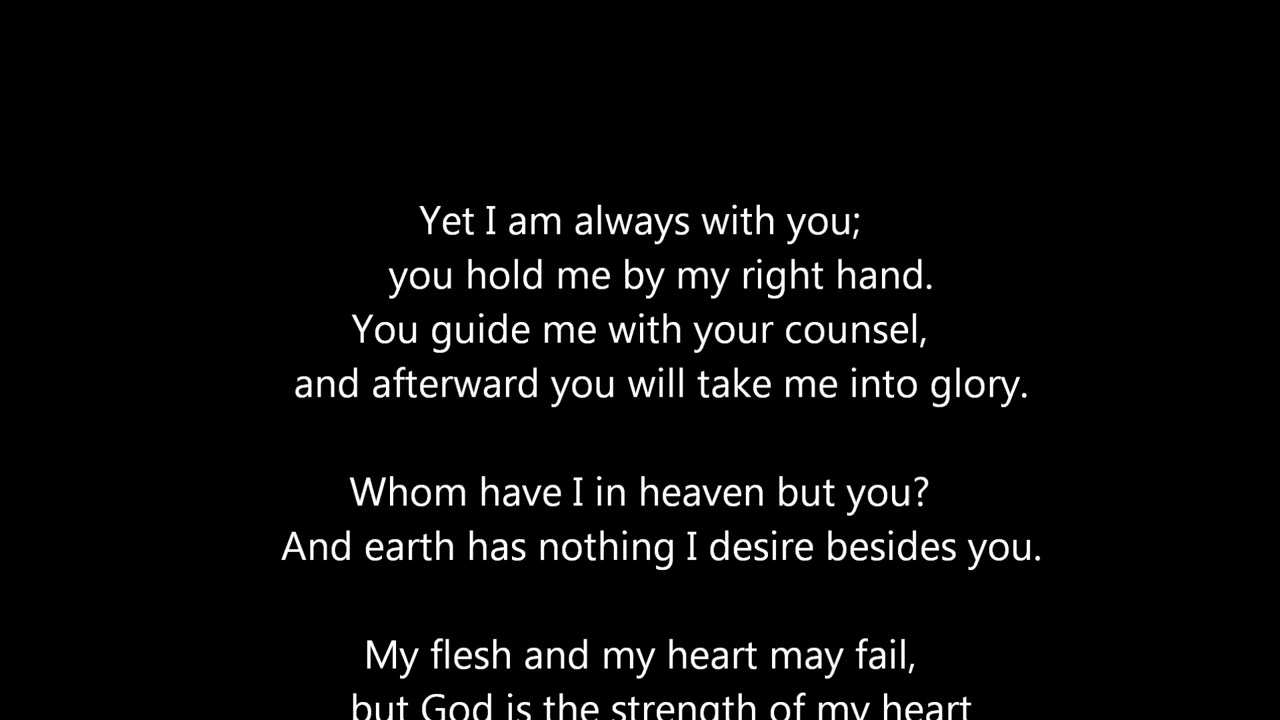 Yet I am always with you;
you hold me by my right hand.
You guide me with your counsel,
and afterward you will take me into glory.
Whom have I in heaven but you?
And earth has nothing I desire besides you.
My flesh and my heart may fail,
but God is the strength of my heart